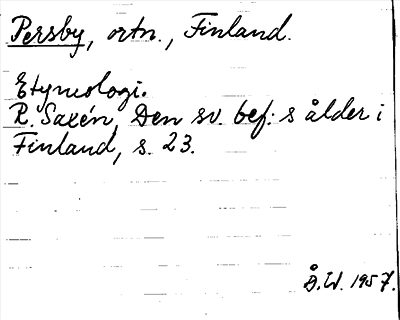 Persby, ortn., Finland.
Etymologi.
R. Saxén, Den sv. bef:s ålder i
Finland, s. 23.
Å.W. 1957.